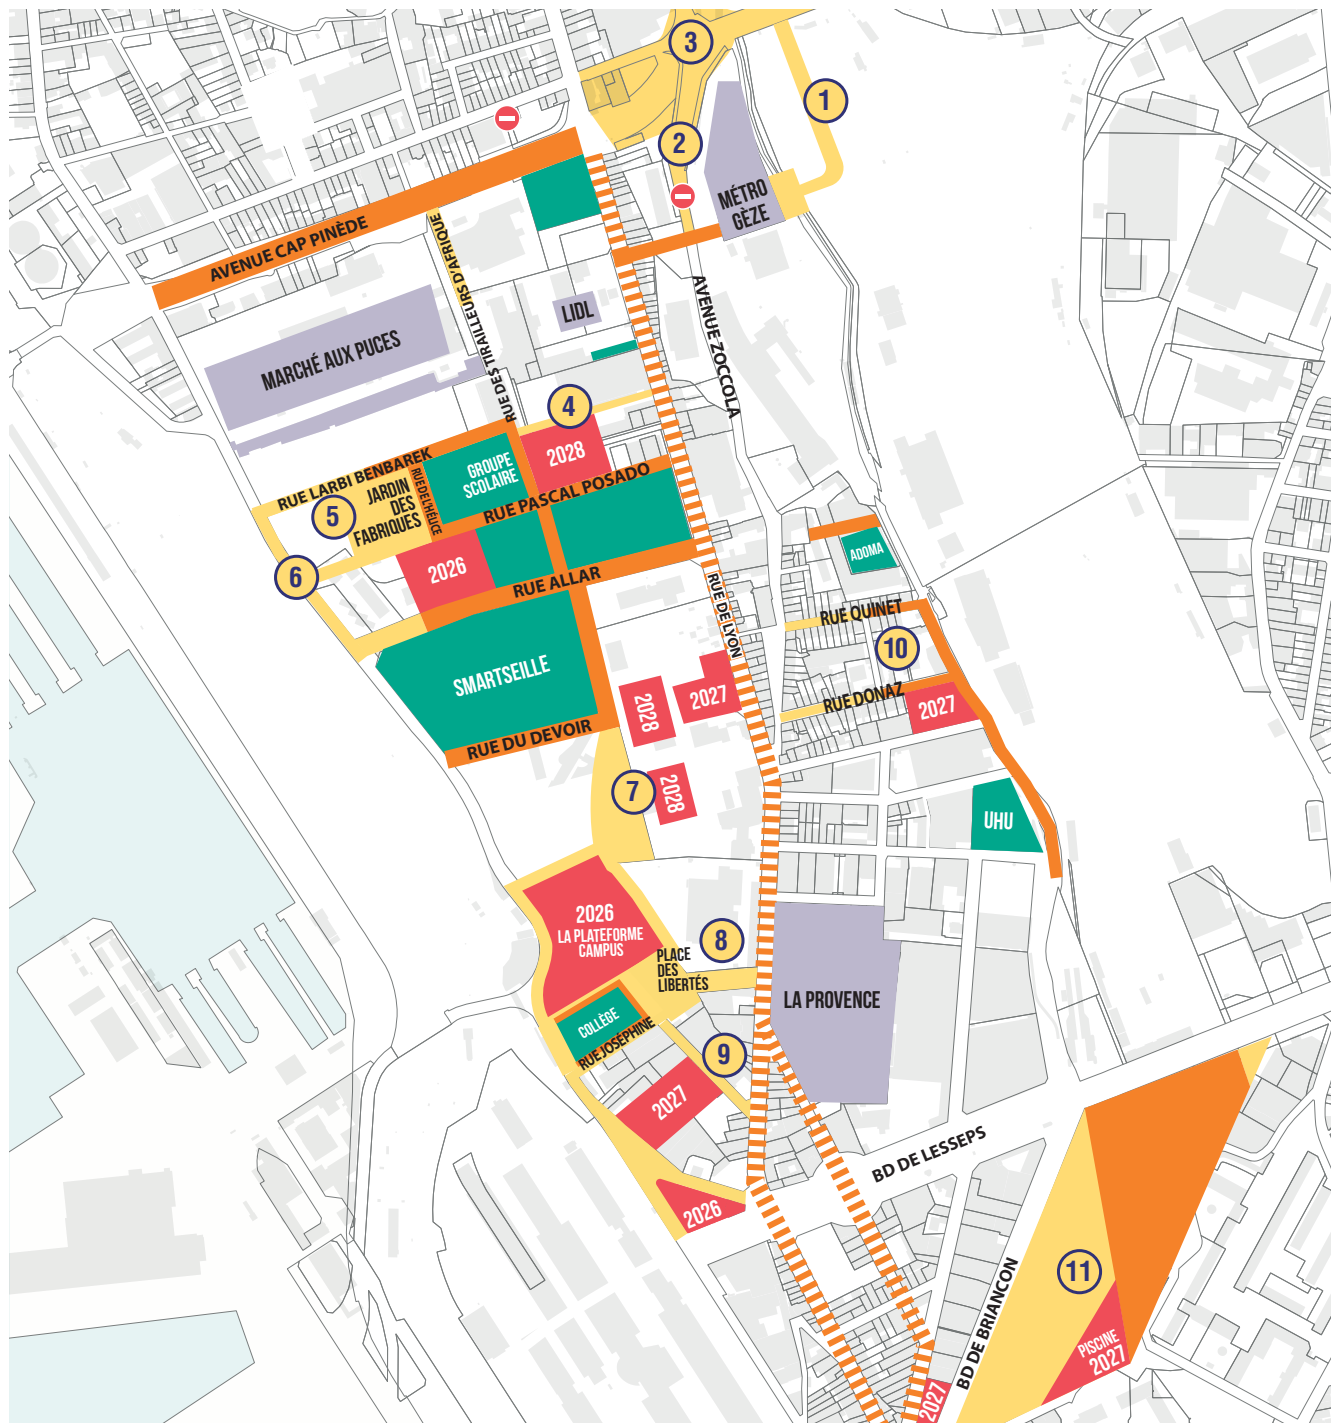 3
1
2
MÉTRO
GÈZE
AVENUE CAP PINÈDE
RUE DES TIRAILLEURS D'AFRIQUE
LIDL
AVENUE ZOCCOLA
MARCHÉ AUX PUCES
4
2028
RUE LARBI BENBAREK
GROUPE
SCOLAIRE
RUE DE L'HÉLICE
JARDIN
DES
FABRIQUES
5
RUE PASCAL POSADO
6
2026
RUE ALLAR
ADOMA
RUE DE LYON
RUE QUINET
10
SMARTSEILLE
RUE DONAZ
2027
2028
2027
RUE DU DEVOIR
7
2028
UHU
2026
LA PLATEFORME
CAMPUS
8
PLACE
DES
LIBERTÉS
LA PROVENCE
COLLÈGE
RUE JOSÉPHINE
9
2027
BD DE LESSEPS
2026
11
BD DE BRIANCON
PISCINE
2027
2027